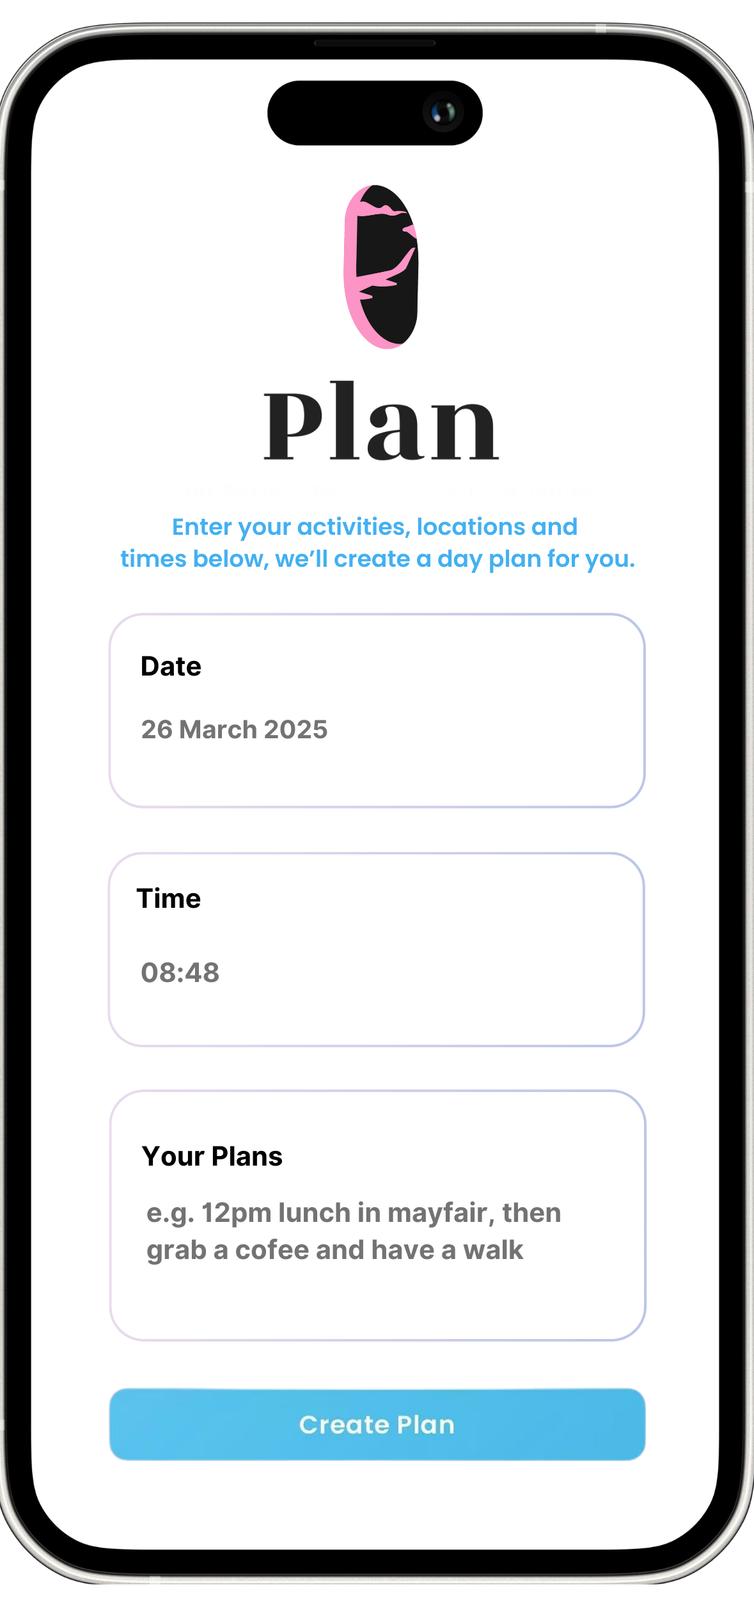 Plan
Enter your activities, locations and
times below, we'll create a day plan for you.
Date
26 March 2025
Time
08:48
Your Plans
e.g. 12pm lunch in mayfair, then
grab a cofee and have a walk
Create Plan